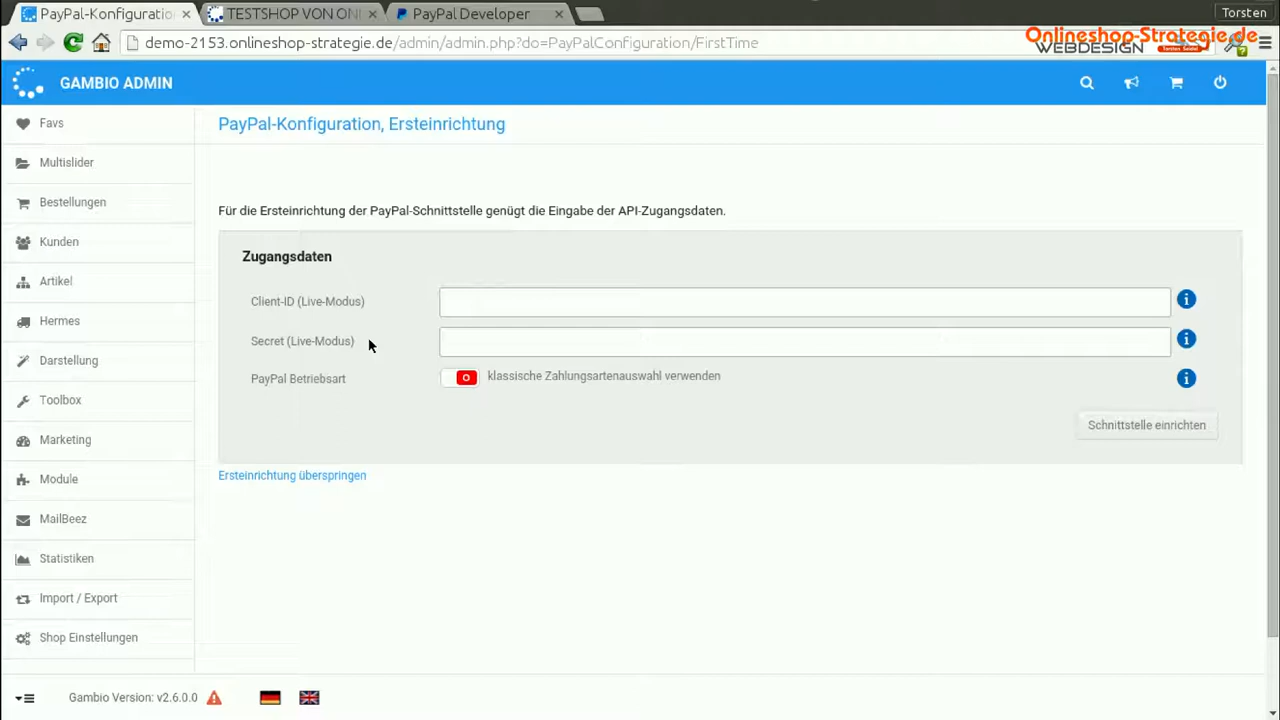 PayPal-Konfiguratio
TESTSHOP VON ONL
PayPal Developer
Torsten
demo-2153.onlineshop-strategie.de/admin/admin.php?do=PayPalConfiguration/FirstTime
Onlineshop-Strategie.de
WEBDESIGN
Torsten Seidel
GAMBIO ADMIN
Favs
Multislider
Bestellungen
Kunden
Artikel
Hermes
Darstellung
Toolbox
Marketing
Module
MailBeez
Statistiken
Import / Export
Shop Einstellungen
PayPal-Konfiguration, Ersteinrichtung
Für die Ersteinrichtung der PayPal-Schnittstelle genügt die Eingabe der API-Zugangsdaten.
Zugangsdaten
Client-ID (Live-Modus)
Secret (Live-Modus)
PayPal Betriebsart
klassische Zahlungsartenauswahl verwenden
Schnittstelle einrichten
Ersteinrichtung überspringen
Gambio Version: v2.6.0.0